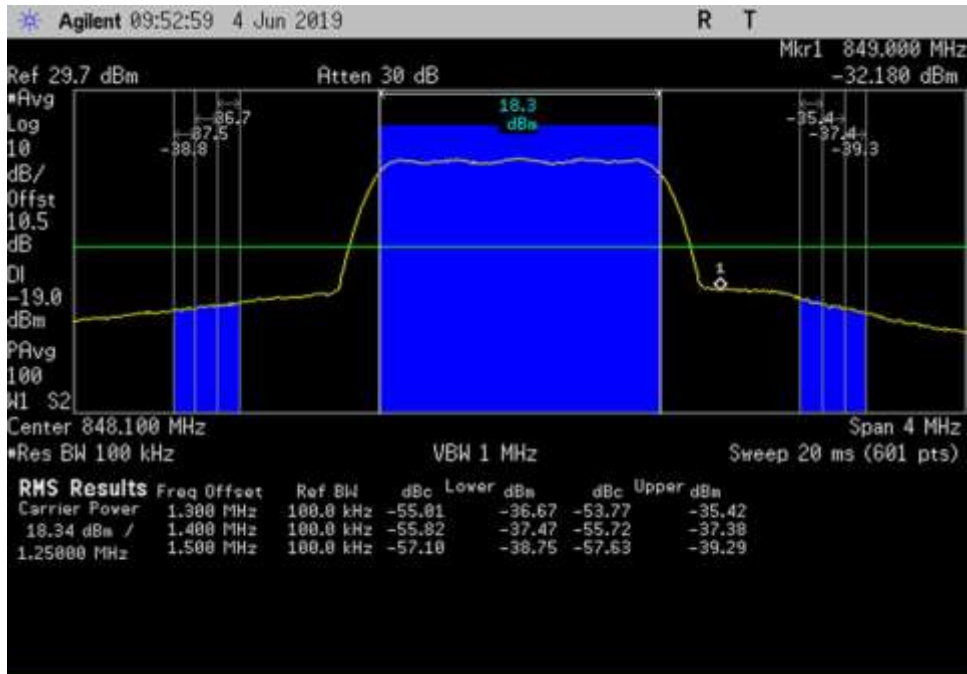 Agilent 09:52:59 4 Jun 2019 R T
Mkr1 849.000 MHz
Ref 29.7 dBm Atten 30 dB -32.180 dBm
*Avg
Log
10
dB/
Offst
10.5
dB
DI
-19.0
dBm
PAvg
100
W1 S2
18.3
dBm
-36.7
-37.5
-38.8
-35.4
-37.4
-39.3
1
Center 848.100 MHz Span 4 MHz
*Res BW 100 kHz VBW 1 MHz Sweep 20 ms (601 pts)
RMS Results Freq Offset Ref BW dBc Lower dBm dBc Upper dBm
Carrier Power 1.300 MHz 100.0 kHz -55.01 -36.67 -53.77 -35.42
18.34 dBm / 1.400 MHz 100.0 kHz -55.82 -37.47 -55.72 -37.38
1.25000 MHz 1.500 MHz 100.0 kHz -57.10 -38.75 -57.63 -39.29